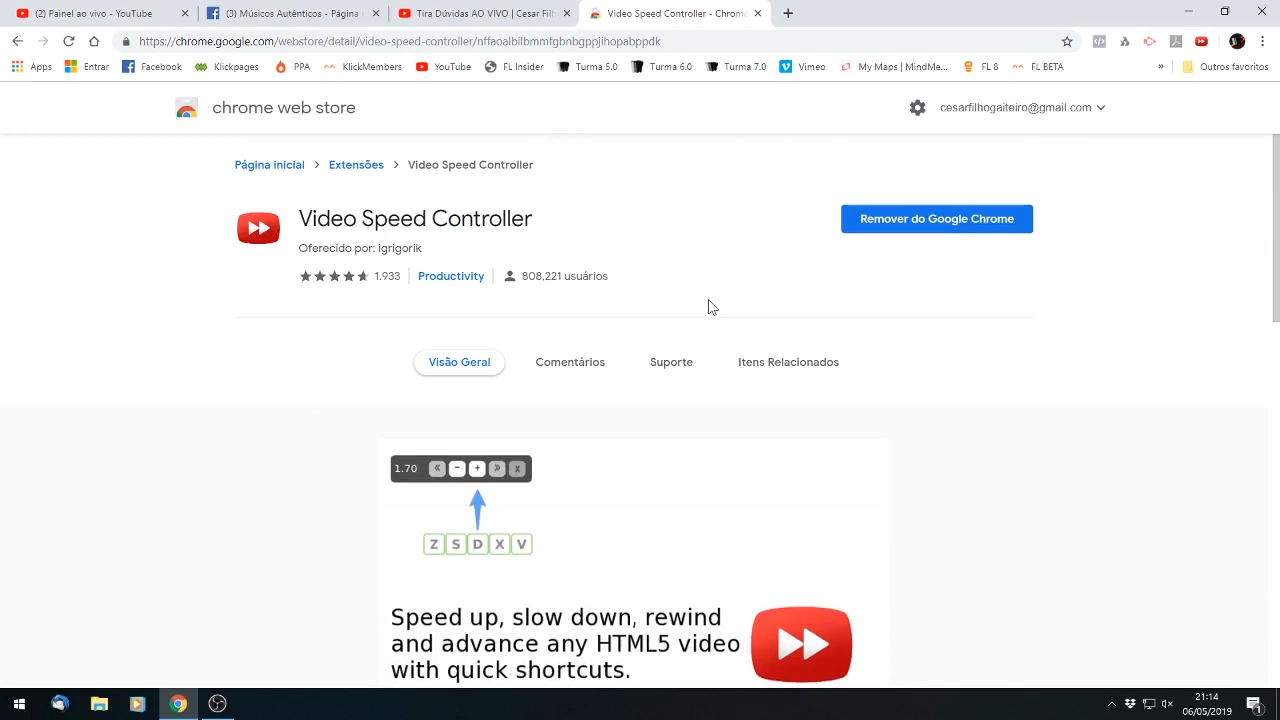 (2) Painel ao vivo - YouTube
(3) Músicos Autênticos - Página I
Tira Dúvidas AO VIVO | Cesar Filh
Video Speed Controller - Chrome
https://chrome.google.com/webstore/detail/video-speed-controller/nffaoalbilbmmfgbnbgppjihopabppdk
Apps Entrar Facebook Klickpages PPA KlickMembers YouTube FL Insider Turma 5.0 Turma 6.0 Turma 7.0 Vimeo My Maps | MindMe... FL 8 FL BETA » Outros favoritos
chrome web store
cesarfilhogaiteiro@gmail.com
Página inicial > Extensões > Video Speed Controller
Video Speed Controller
Remover do Google Chrome
Oferecido por: igrigorik
1.933 Productivity 808,221 usuários
Visão Geral Comentários Suporte Itens Relacionados
1.70 « - + » x
Z S D X V
Speed up, slow down, rewind
and advance any HTML5 video
with quick shortcuts.
21:14
06/05/2019
1